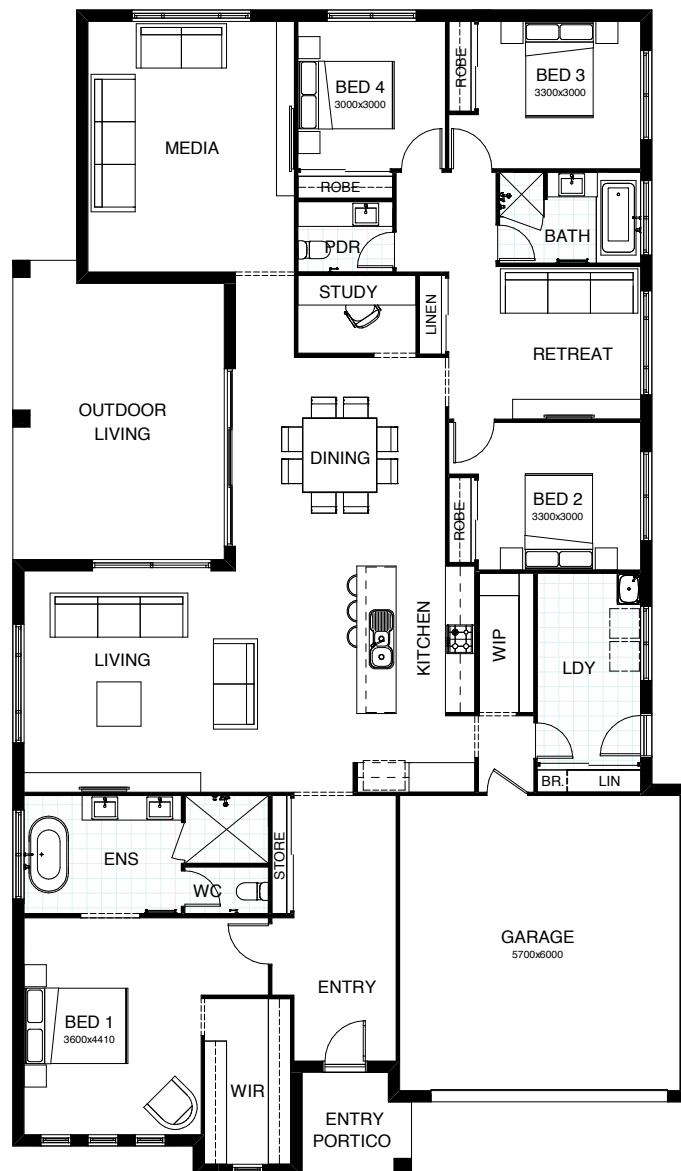 BED 4
3000x3000
ROBE
BED 3
3300x3000
MEDIA
ROBE
PDR
BATH
STUDY
LINEN
RETREAT
OUTDOOR
LIVING
DINING
BED 2
3300x3000
ROBE
LIVING
KITCHEN
WIP
LDY
BR.
LIN
ENS
STORE
WC
GARAGE
5700x6000
ENTRY
BED 1
3600x4410
WIR
ENTRY
PORTICO